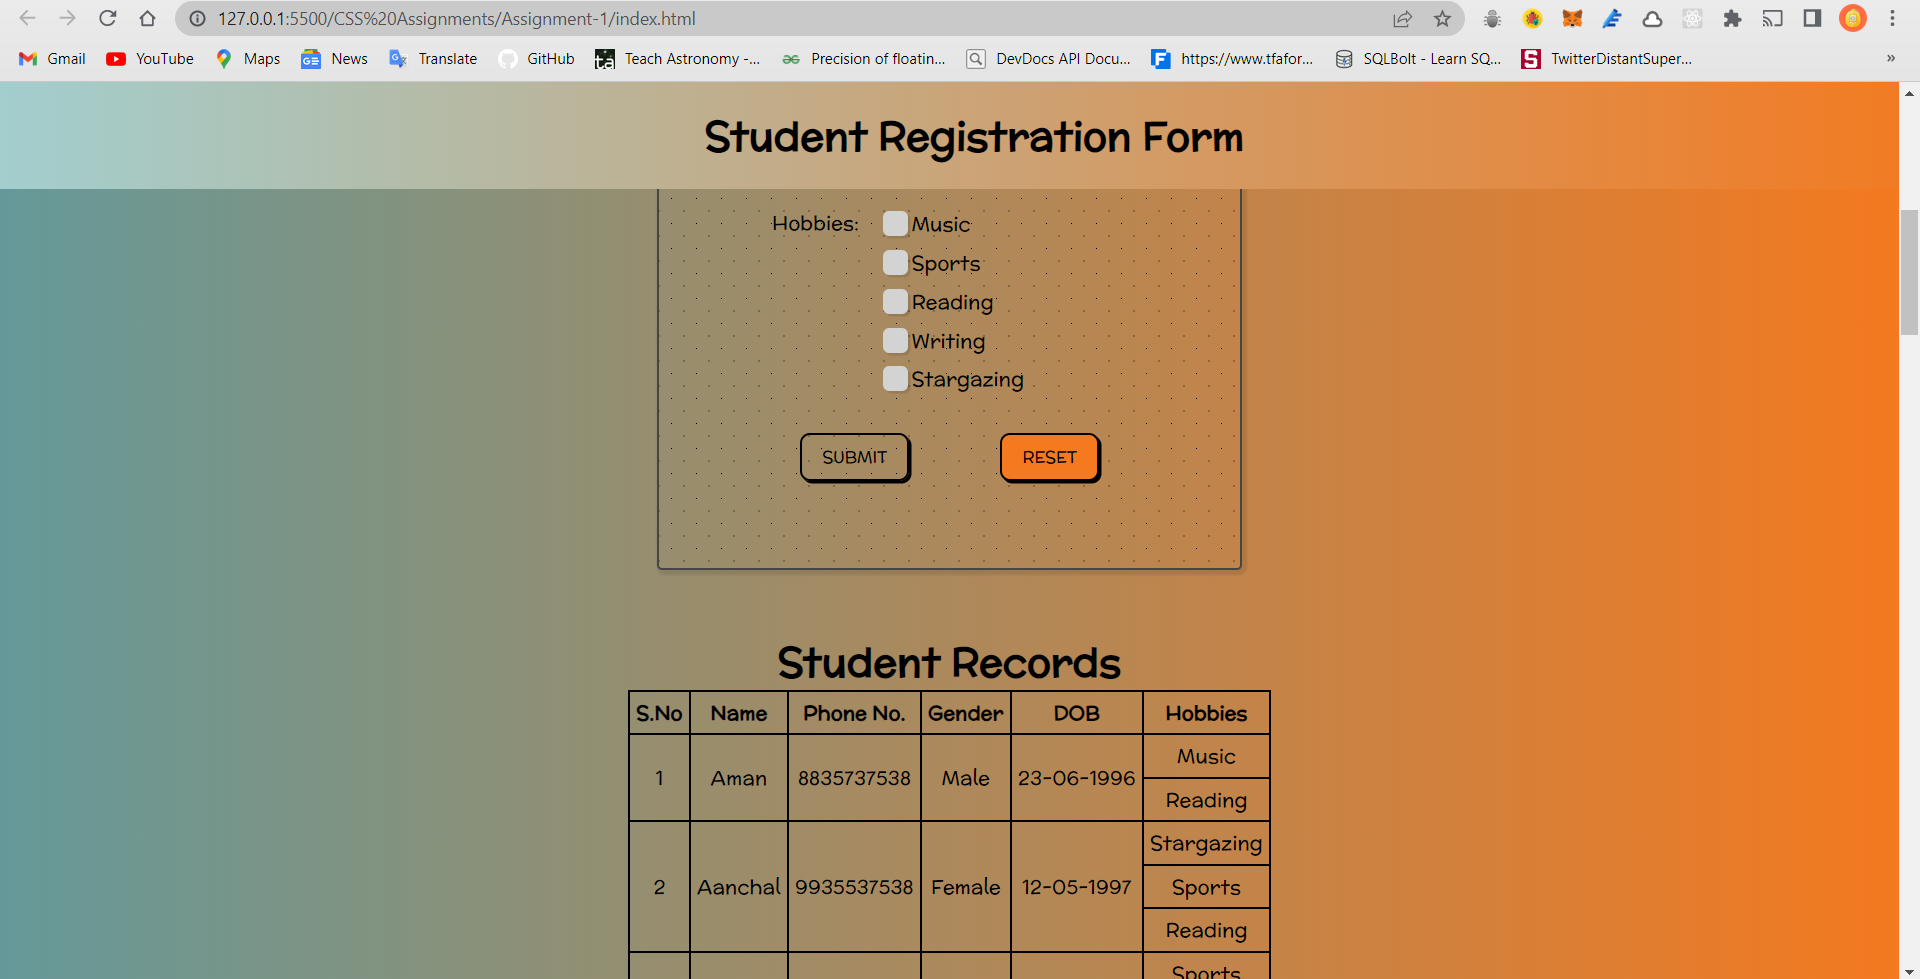 127.0.0.1:5500/CSS%20Assignments/Assignment-1/index.html
Gmail YouTube Maps News Translate GitHub Teach Astronomy -... Precision of floatin... DevDocs API Docu... https://www.tfafor... SQLBolt - Learn SQ... TwitterDistantSuper... »
Student Registration Form
Hobbies: Music
Sports
Reading
Writing
Stargazing
SUBMIT RESET
Student Records
S.No Name Phone No. Gender DOB Hobbies
1 Aman 8835737538 Male 23-06-1996 Music
Reading
2 Aanchal 9935537538 Female 12-05-1997 Stargazing
Sports
Reading
Sports